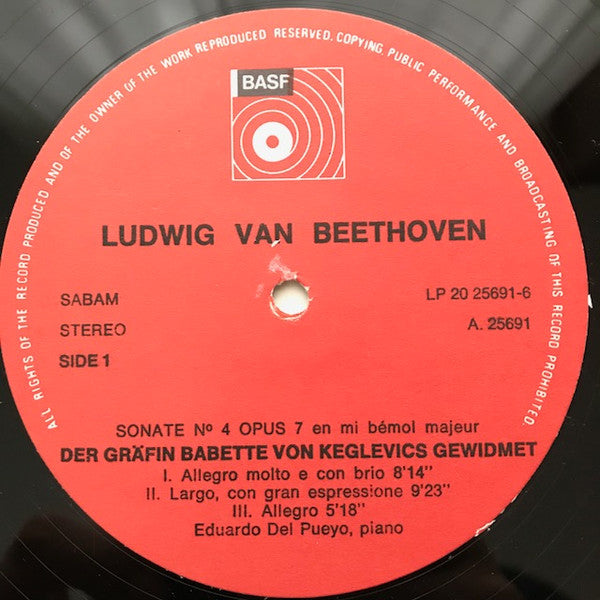 ALL RIGHTS OF THE RECORD PRODUCED AND OF THE OWNER OF THE WORK REPRODUCED RESERVED. COPYING, PUBLIC PERFORMANCE AND BROADCASTING OF THIS RECORD PROHIBITED.
BASF
LUDWIG VAN BEETHOVEN
SABAM LP 20 25691-6
STEREO A. 25691
SIDE 1
SONATE Nº 4 OPUS 7 en mi bémol majeur
DER GRÄFIN BABETTE VON KEGLEVICS GEWIDMET
I. Allegro molto e con brio 8'14"
II. Largo, con gran espressione 9'23"
III. Allegro 5'18"
Eduardo Del Pueyo, piano